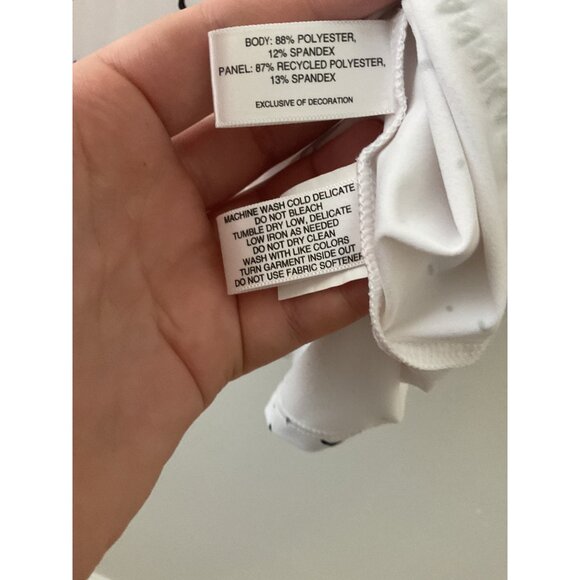 BODY: 88% POLYESTER,
12% SPANDEX
PANEL: 87% RECYCLED POLYESTER,
13% SPANDEX
EXCLUSIVE OF DECORATION
MACHINE WASH COLD DELICATE
DO NOT BLEACH
TUMBLE DRY LOW, DELICATE
LOW IRON AS NEEDED
DO NOT DRY CLEAN
WASH WITH LIKE COLORS
TURN GARMENT INSIDE OUT
DO NOT USE FABRIC SOFTENER